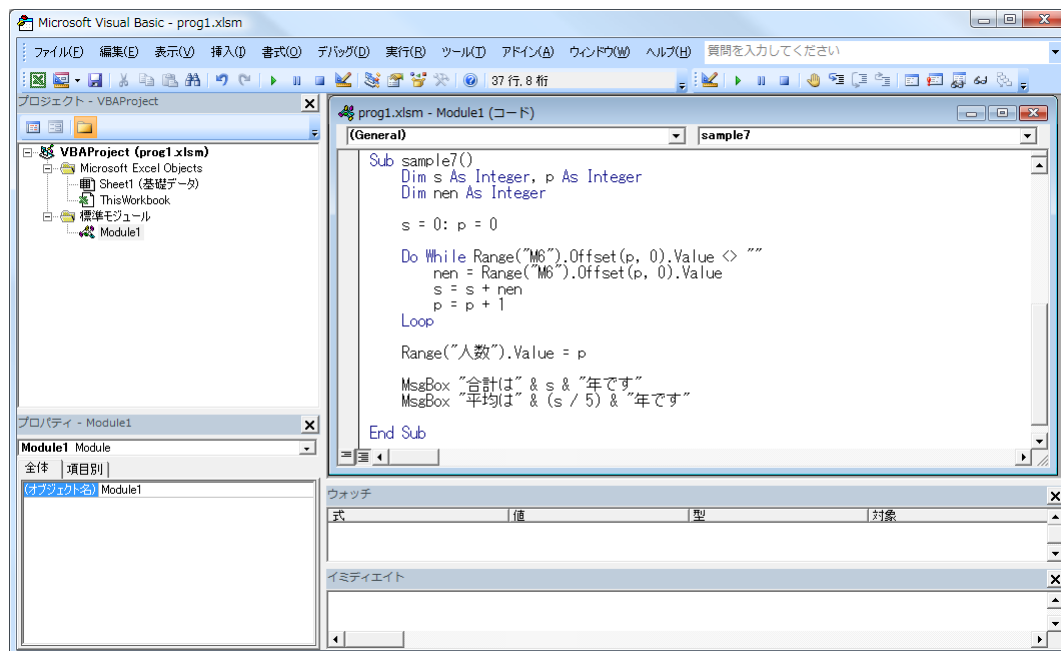 Microsoft Visual Basic - prog1.xlsm
ファイル(F) 編集(E) 表示(V) 挿入(I) 書式(O) デバッグ(D) 実行(R) ツール(T) アドイン(A) ウィンドウ(W) ヘルプ(H) 質問を入力してください
37 行, 8 桁
プロジェクト - VBAProject
VBAProject (prog1.xlsm)
Microsoft Excel Objects
Sheet1 (基礎データ)
ThisWorkbook
標準モジュール
Module1
プロパティ - Module1
Module1 Module
全体 項目別
(オブジェクト名) Module1
prog1.xlsm - Module1 (コード)
(General) sample7
Sub sample7()
Dim s As Integer, p As Integer
Dim nen As Integer
s = 0: p = 0
Do While Range("M6").Offset(p, 0).Value <> ""
nen = Range("M6").Offset(p, 0).Value
s = s + nen
p = p + 1
Loop
Range("人数").Value = p
MsgBox "合計は" & s & "年です"
MsgBox "平均は" & (s / 5) & "年です"
End Sub
ウォッチ
式 値 型 対象
イミディエイト